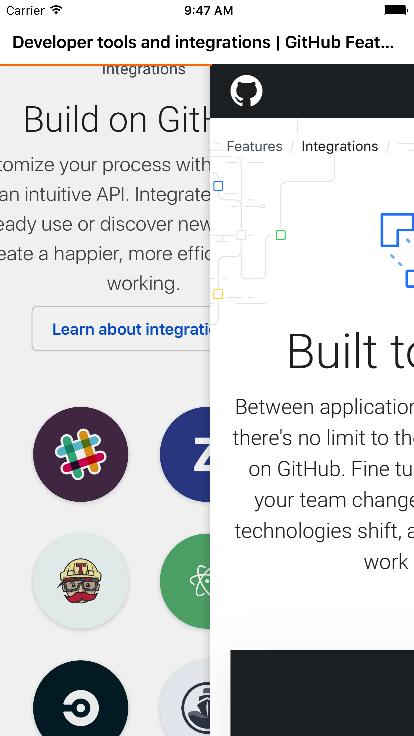 Carrier 9:47 AM
Developer tools and integrations | GitHub Feat...
Integrations
Build on GitH
tomize your process with
an intuitive API. Integrate
eady use or discover new
eate a happier, more effic
working.
Learn about integrati
Z
T
Features / Integrations /
Built to
Between application
there's no limit to the
on GitHub. Fine tu
your team change
technologies shift, a
work